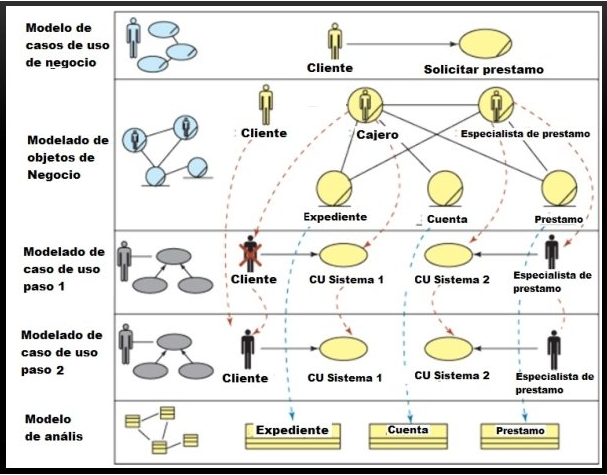 Modelo de
casos de uso
de negocio
Cliente
Solicitar prestamo
Modelado de
objetos de
Negocio
Cliente
Cajero
Especialista de prestamo
Expediente
Cuenta
Prestamo
Modelado de
caso de uso
paso 1
Cliente
CU Sistema 1
CU Sistema 2
Especialista de
prestamo
Modelado de
caso de uso
paso 2
Cliente
CU Sistema 1
CU Sistema 2
Especialista de
prestamo
Modelo
de anális
Expediente
Cuenta
Prestamo